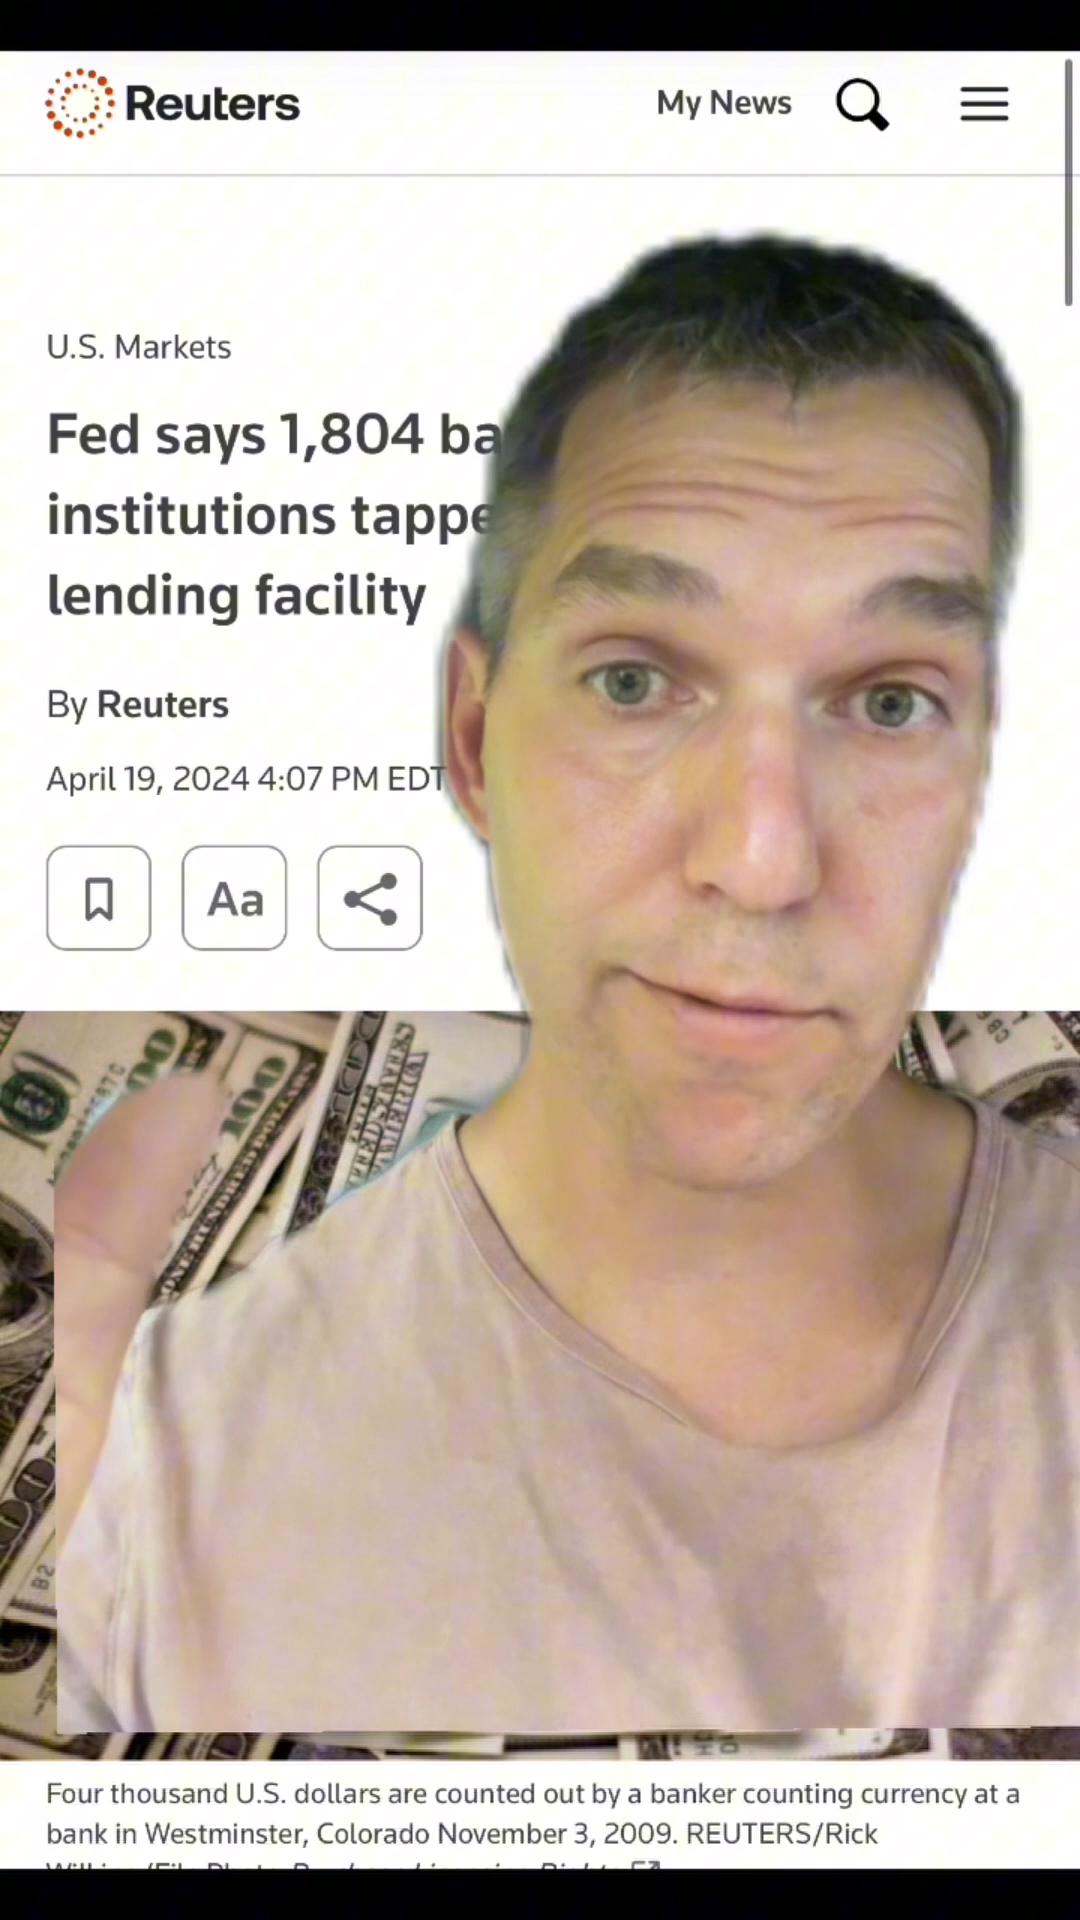 Reuters
My News
U.S. Markets
Fed says 1,804
institutions
lending facility
By Reuters
April 19, 2024 4:07 PM EDT
Aa
100
100
Four thousand U.S. dollars are counted out by a banker counting currency at a
bank in Westminster, Colorado November 3, 2009. REUTERS/Rick